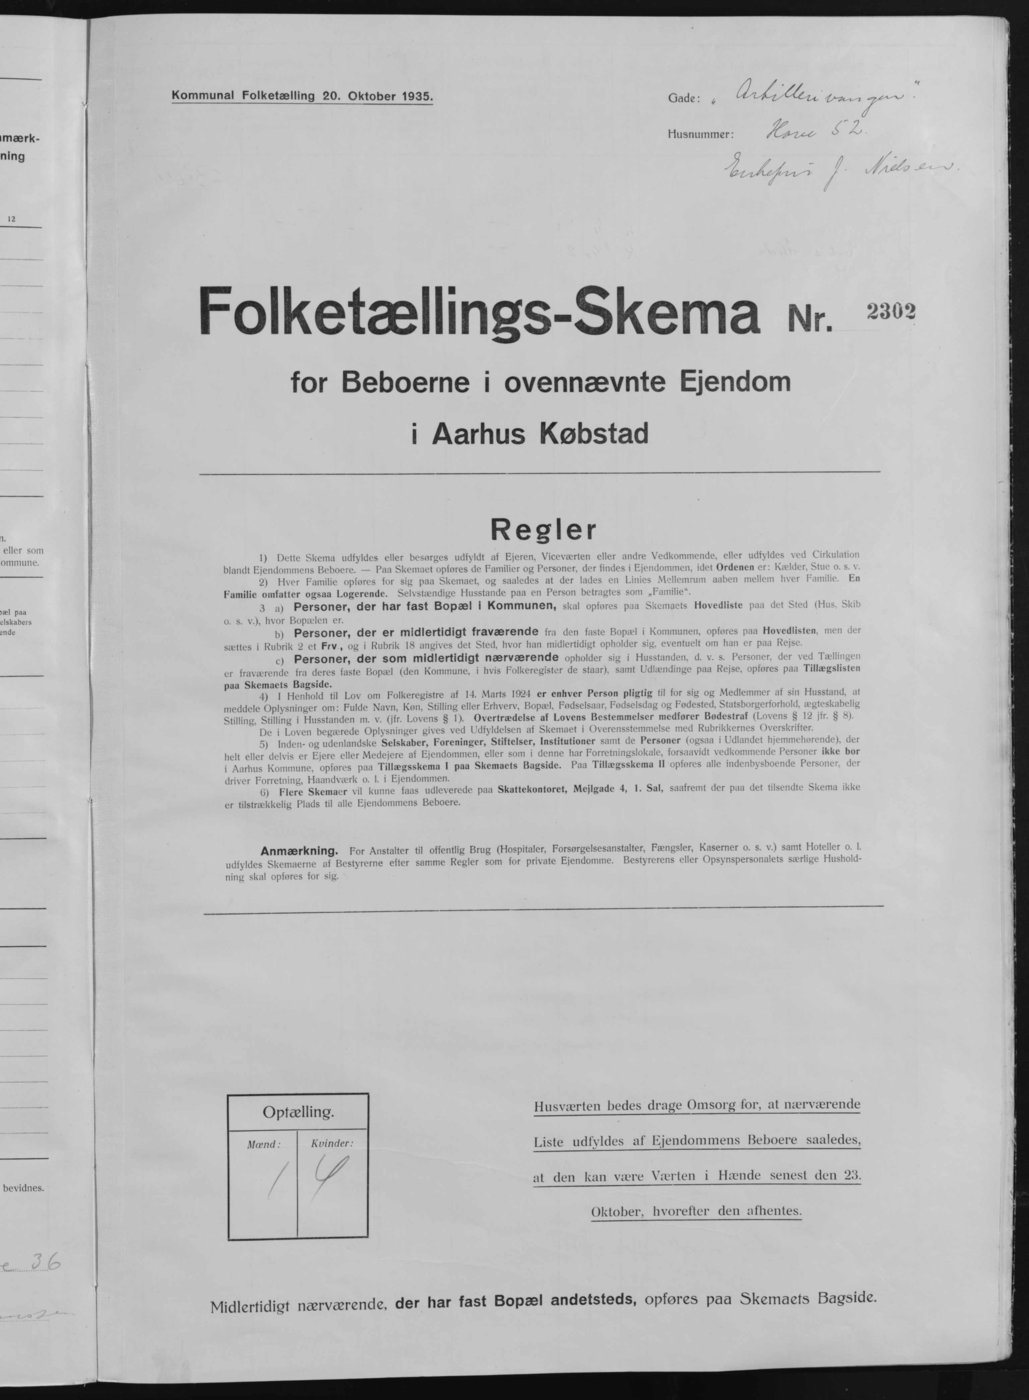 Kommunal Folketælling 20. Oktober 1935.
Gade: „Artillerivangen“.
Husnummer: Have 52.
Enkefru J. Nielsen.
Folketællings-Skema Nr. 2302
for Beboerne i ovennævnte Ejendom
i Aarhus Købstad
Regler
1) Dette Skema udfyldes eller besørges udfyldt af Ejeren, Viceværten eller andre Vedkommende, eller udfyldes ved Cirkulation
blandt Ejendommens Beboere. — Paa Skemaet opføres de Familier og Personer, der findes i Ejendommen, idet Ordenen er: Kælder, Stue o. s. v.
2) Hver Familie opføres for sig paa Skemaet, og saaledes at der lades en Linies Mellemrum aaben mellem hver Familie. En
Familie omfatter ogsaa Logerende. Selvstændige Husstande paa en Person betragtes som „Familie“.
3 a) Personer, der har fast Bopæl i Kommunen, skal opføres paa Skemaets Hovedliste paa det Sted (Hus, Skib
o. s. v.), hvor Bopælen er.
b) Personer, der er midlertidigt fraværende fra den faste Bopæl i Kommunen, opføres paa Hovedlisten, men der
sættes i Rubrik 2 et Frv., og i Rubrik 18 angives det Sted, hvor han midlertidigt opholder sig, eventuelt om han er paa Rejse.
c) Personer, der som midlertidigt nærværende opholder sig i Husstanden, d. v. s. Personer, der ved Tællingen
er fraværende fra deres faste Bopæl (den Kommune, i hvis Folkeregister de staar), samt Udlændinge paa Rejse, opføres paa Tillægslisten
paa Skemaets Bagside.
4) I Henhold til Lov om Folkeregistre af 14. Marts 1924 er enhver Person pligtig til for sig og Medlemmer af sin Husstand, at
meddele Oplysninger om: Fulde Navn, Køn, Stilling eller Erhverv, Bopæl, Fødselsaar, Fødselsdag og Fødested, Statsborgerforhold, ægteskabelig
Stilling, Stilling i Husstanden m. v. (jfr. Lovens § 1). Overtrædelse af Lovens Bestemmelser medfører Bødestraf (Lovens § 12 jfr. § 8).
De i Loven begærede Oplysninger gives ved Udfyldelsen af Skemaet i Overensstemmelse med Rubrikkernes Overskrifter.
5) Inden- og udenlandske Selskaber, Foreninger, Stiftelser, Institutioner samt de Personer (ogsaa i Udlandet hjemmehørende), der
helt eller delvis er Ejere eller Medejere af Ejendommen, eller som i denne har Forretningslokale, forsaavidt vedkommende Personer ikke bor
i Aarhus Kommune, opføres paa Tillægsskema I paa Skemaets Bagside. Paa Tillægsskema II opføres alle indenbysboende Personer, der
driver Forretning, Haandværk o. l. i Ejendommen.
6) Flere Skemaer vil kunne faas udleverede paa Skattekontoret, Mejlgade 4, 1. Sal, saafremt der paa det tilsendte Skema ikke
er tilstrækkelig Plads til alle Ejendommens Beboere.
Anmærkning. For Anstalter til offentlig Brug (Hospitaler, Forsørgelsesanstalter, Fængsler, Kaserner o. s. v.) samt Hoteller o. l.
udfyldes Skemaerne af Bestyrerne efter samme Regler som for private Ejendomme. Bestyrerens eller Opsynspersonalets særlige Hushold-
ning skal opføres for sig.
Optælling.
Mænd: Kvinder:
1 4
Husværten bedes drage Omsorg for, at nærværende
Liste udfyldes af Ejendommens Beboere saaledes,
at den kan være Værten i Hænde senest den 23.
Oktober, hvorefter den afhentes.
Midlertidigt nærværende, der har fast Bopæl andetsteds, opføres paa Skemaets Bagside.
mærk-
ning
12
eller som
ommune.
pæl paa
elskabers
ende
bevidnes.
36